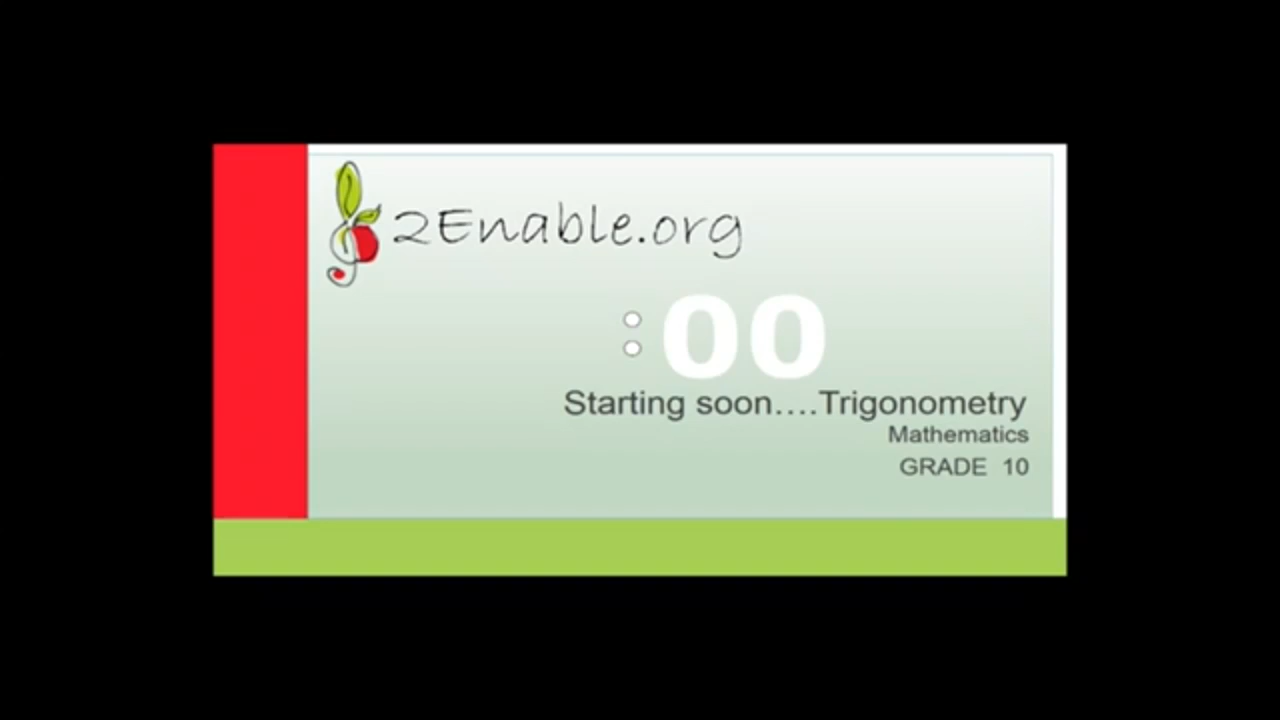 2Enable.org
:00
Starting soon....Trigonometry
Mathematics
GRADE 10